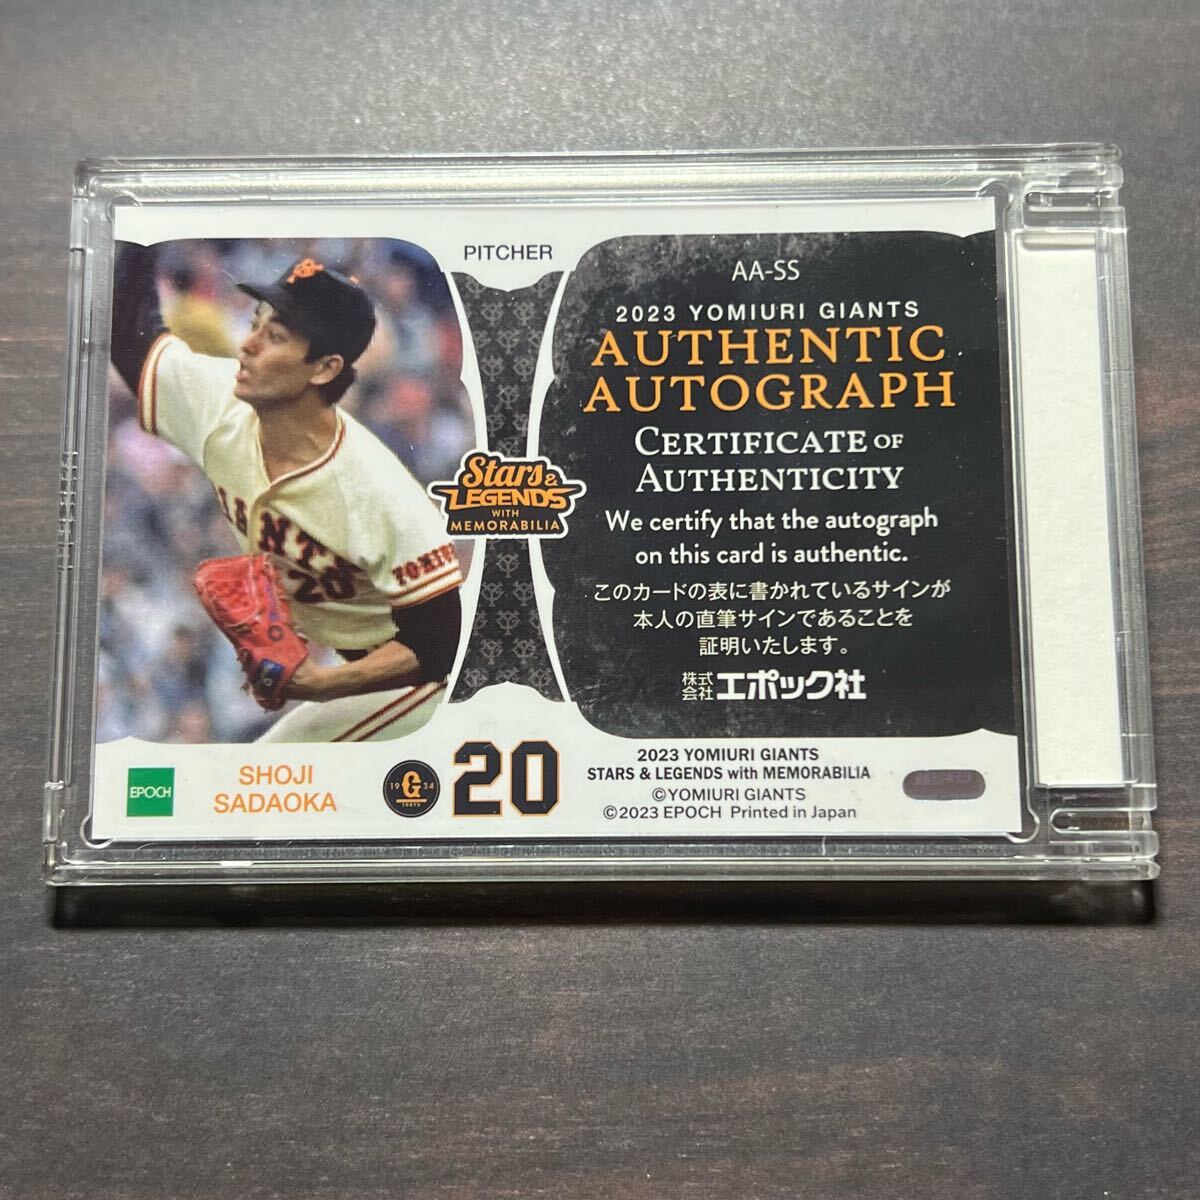 PITCHER
AA-SS
2023 YOMIURI GIANTS
AUTHENTIC
AUTOGRAPH
CERTIFICATE OF
AUTHENTICITY
We certify that the autograph
on this card is authentic.
このカードの表に書かれているサインが
本人の直筆サインであることを
証明いたします。
株式
会社 エポック社
Stars &
LEGENDS
WITH
MEMORABILIA
20
EPOCH
SHOJI
SADAOKA
19 G 34
TOKYO
20
2023 YOMIURI GIANTS
STARS & LEGENDS with MEMORABILIA
©YOMIURI GIANTS
©2023 EPOCH Printed in Japan